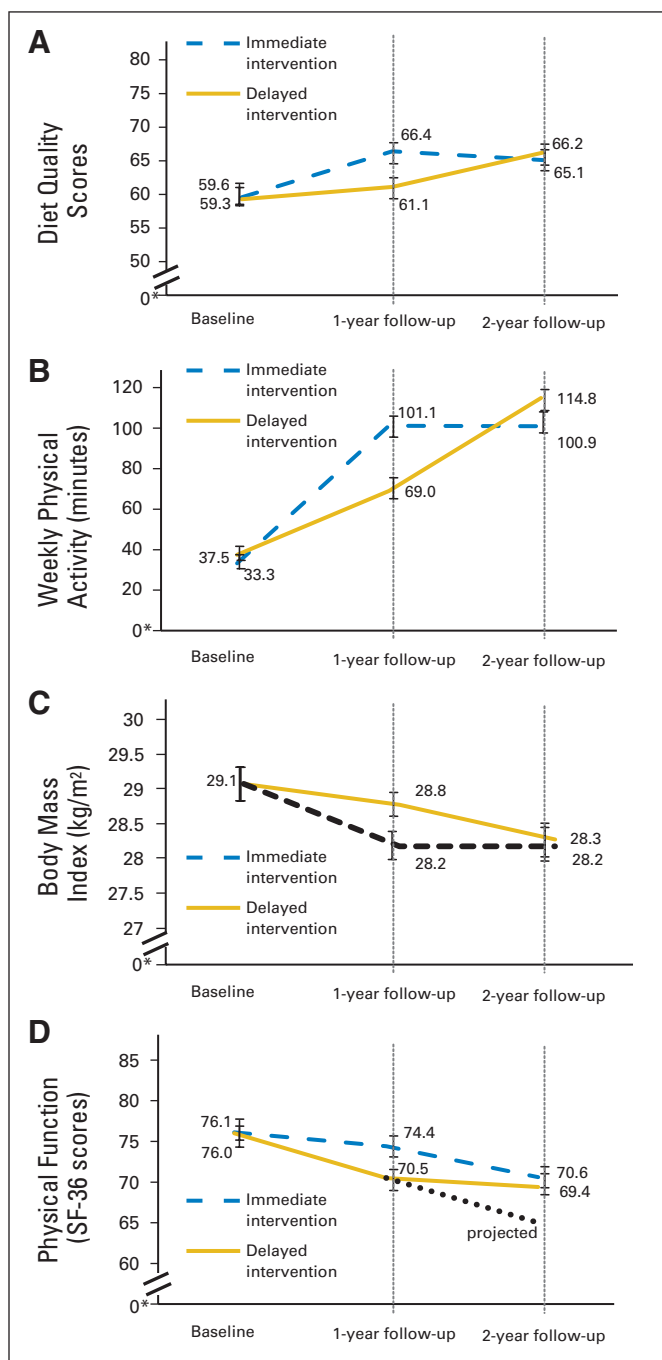 A
Diet Quality
Scores
80
75
70
65
60
55
50
0*
Immediate
intervention
Delayed
intervention
59.6
59.3
66.4
61.1
66.2
65.1
Baseline
1-year follow-up
2-year follow-up
B
Weekly Physical
Activity (minutes)
120
100
80
60
40
20
0*
Immediate
intervention
Delayed
intervention
37.5
33.3
101.1
69.0
114.8
100.9
Baseline
1-year follow-up
2-year follow-up
C
Body Mass
Index (kg/m²)
30
29.5
29
28.5
28
27.5
27
0*
29.1
28.8
28.2
28.3
28.2
Immediate
intervention
Delayed
intervention
Baseline
1-year follow-up
2-year follow-up
D
Physical Function
(SF-36 scores)
85
80
75
70
65
60
0*
76.1
76.0
74.4
70.5
70.6
69.4
projected
Immediate
intervention
Delayed
intervention
Baseline
1-year follow-up
2-year follow-up